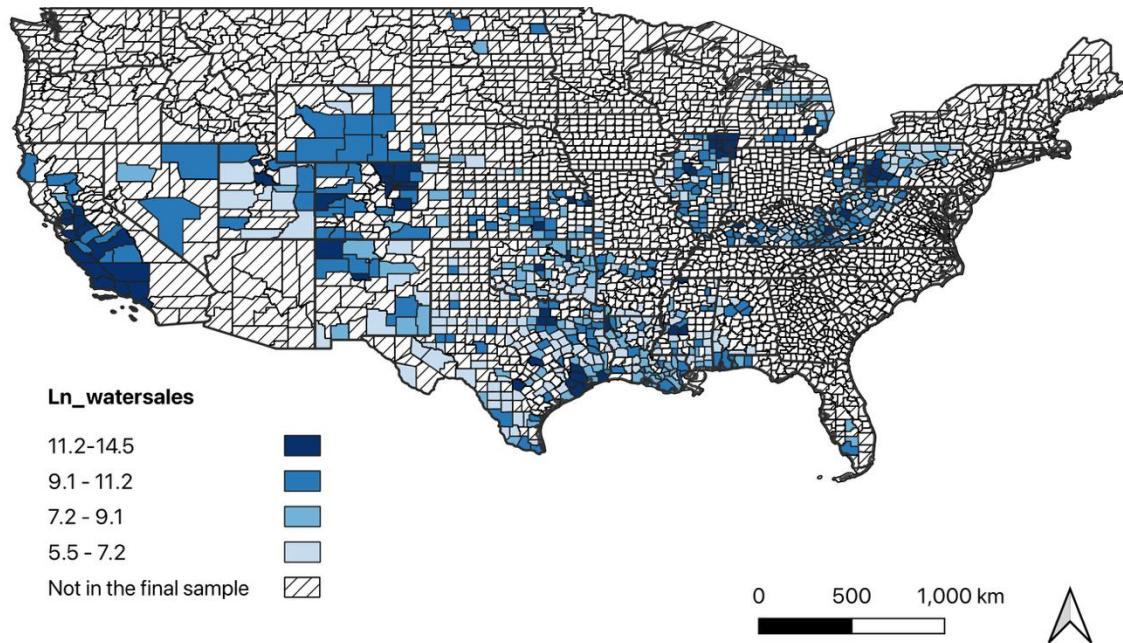 Ln_watersales
11.2-14.5
9.1 - 11.2
7.2 - 9.1
5.5 - 7.2
Not in the final sample
0 500 1,000 km